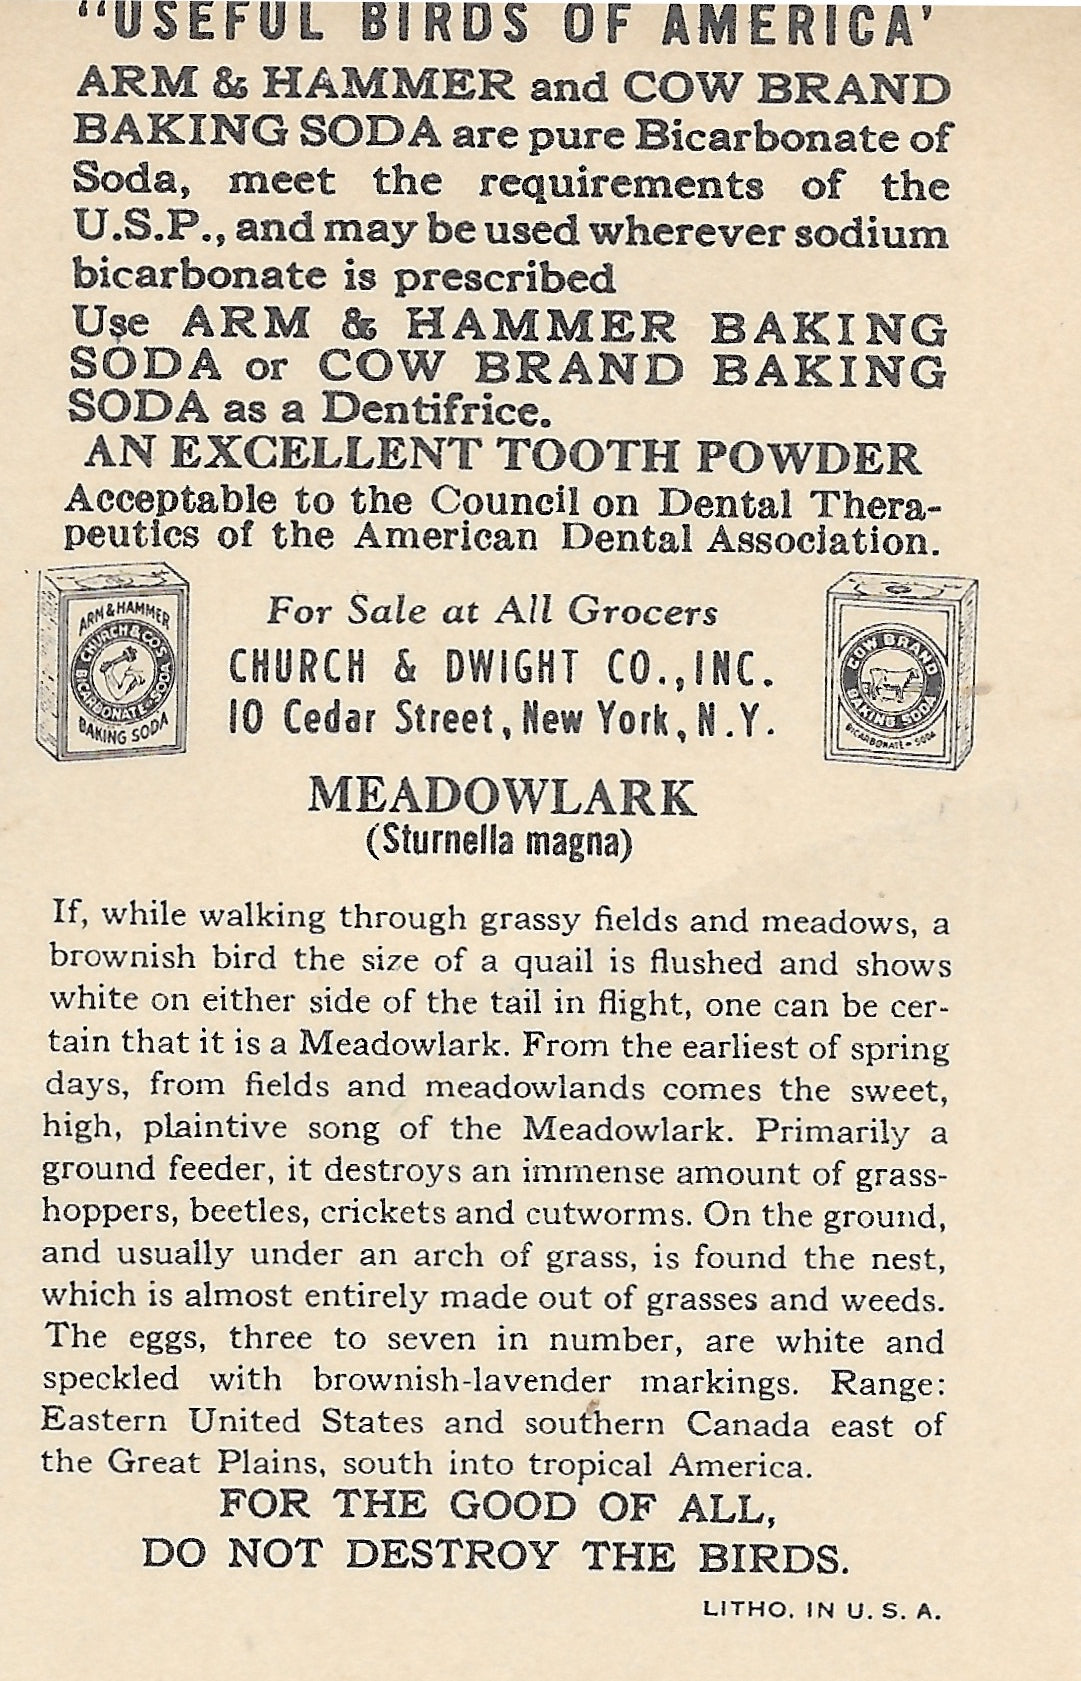 "USEFUL BIRDS OF AMERICA'
ARM & HAMMER and COW BRAND
BAKING SODA are pure Bicarbonate of
Soda, meet the requirements of the
U.S.P., and may be used wherever sodium
bicarbonate is prescribed
Use ARM & HAMMER BAKING
SODA or COW BRAND BAKING
SODA as a Dentifrice.
AN EXCELLENT TOOTH POWDER
Acceptable to the Council on Dental Thera-
peutics of the American Dental Association.
ARM & HAMMER
CHURCH & CO'S
BICARBONATE SODA
BAKING SODA
For Sale at All Grocers
CHURCH & DWIGHT CO., INC.
10 Cedar Street, New York, N.Y.
COW BRAND
BAKING SODA
BICARBONATE SODA
MEADOWLARK
(Sturnella magna)
If, while walking through grassy fields and meadows, a
brownish bird the size of a quail is flushed and shows
white on either side of the tail in flight, one can be cer-
tain that it is a Meadowlark. From the earliest of spring
days, from fields and meadowlands comes the sweet,
high, plaintive song of the Meadowlark. Primarily a
ground feeder, it destroys an immense amount of grass-
hoppers, beetles, crickets and cutworms. On the ground,
and usually under an arch of grass, is found the nest,
which is almost entirely made out of grasses and weeds.
The eggs, three to seven in number, are white and
speckled with brownish-lavender markings. Range:
Eastern United States and southern Canada east of
the Great Plains, south into tropical America.
FOR THE GOOD OF ALL,
DO NOT DESTROY THE BIRDS.
LITHO. IN U. S. A.